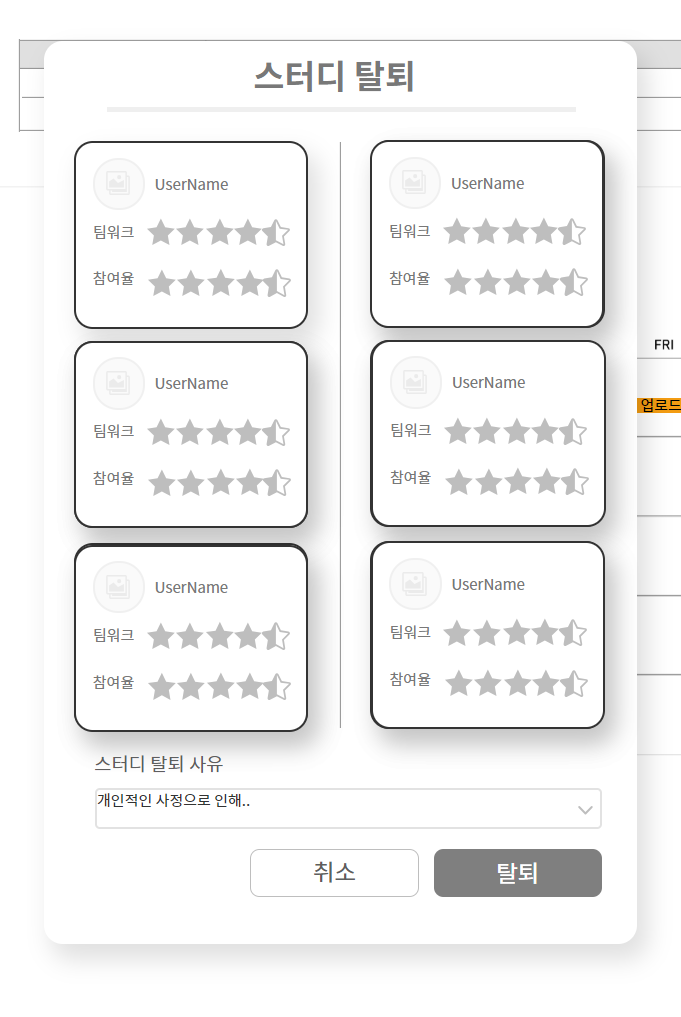 스터디 탈퇴
UserName
팀워크
참여율
UserName
팀워크
참여율
UserName
팀워크
참여율
UserName
팀워크
참여율
UserName
팀워크
참여율
UserName
팀워크
참여율
FRI
업로드
스터디 탈퇴 사유
개인적인 사정으로 인해..
취소
탈퇴